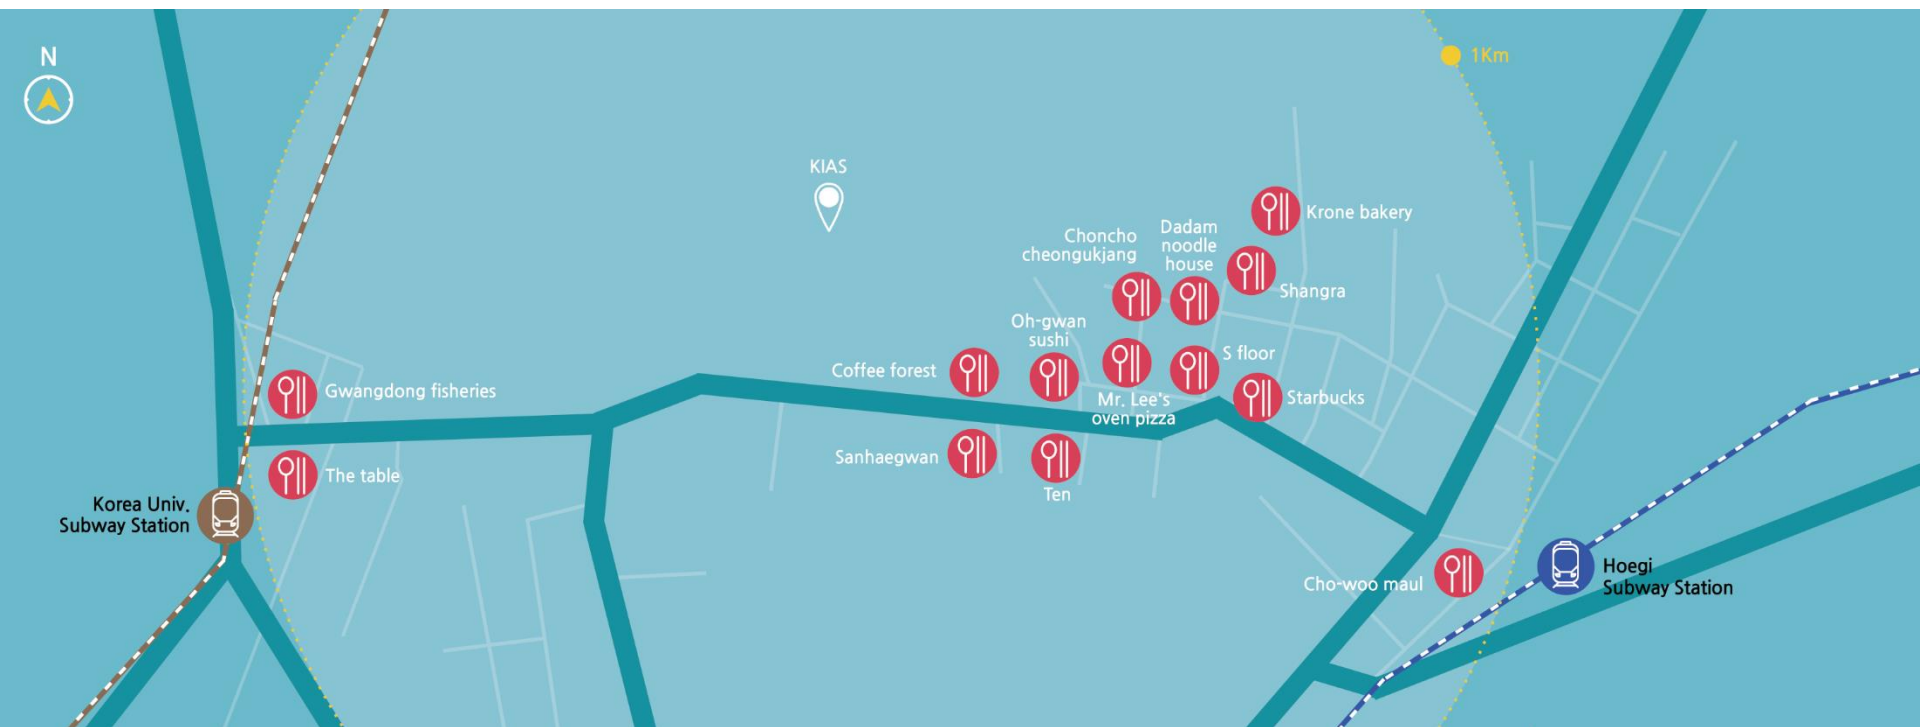 N
1Km
KIAS
Krone bakery
Dadam
noodle
house
Choncho
cheongukjang
Shangra
Oh-gwan
sushi
S floor
Coffee forest
Gwangdong fisheries
Starbucks
Mr. Lee's
oven pizza
Sanhaegwan
The table
Ten
Korea Univ.
Subway Station
Hoegi
Subway Station
Cho-woo maul